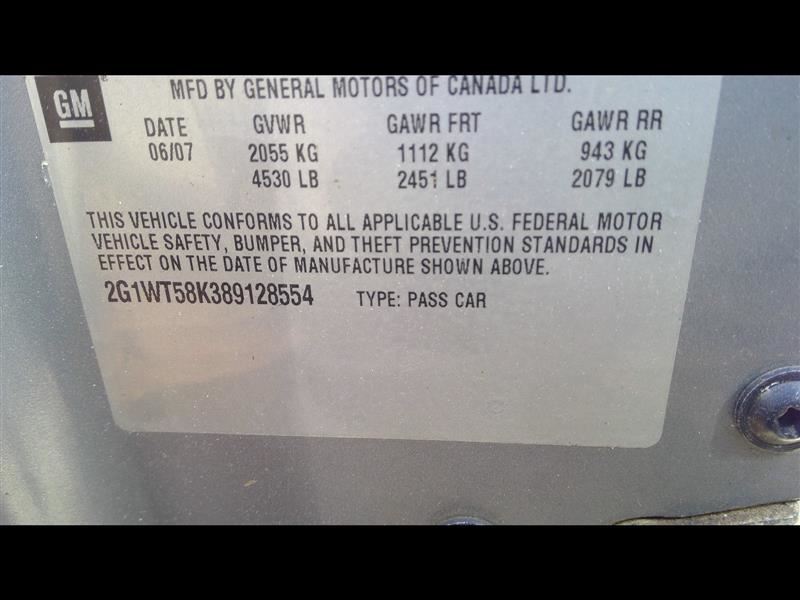 GM
MFD BY GENERAL MOTORS OF CANADA LTD.
DATE GVWR GAWR FRT GAWR RR
06/07 2055 KG 1112 KG 943 KG
4530 LB 2451 LB 2079 LB
THIS VEHICLE CONFORMS TO ALL APPLICABLE U.S. FEDERAL MOTOR
VEHICLE SAFETY, BUMPER, AND THEFT PREVENTION STANDARDS IN
EFFECT ON THE DATE OF MANUFACTURE SHOWN ABOVE.
2G1WT58K389128554 TYPE: PASS CAR